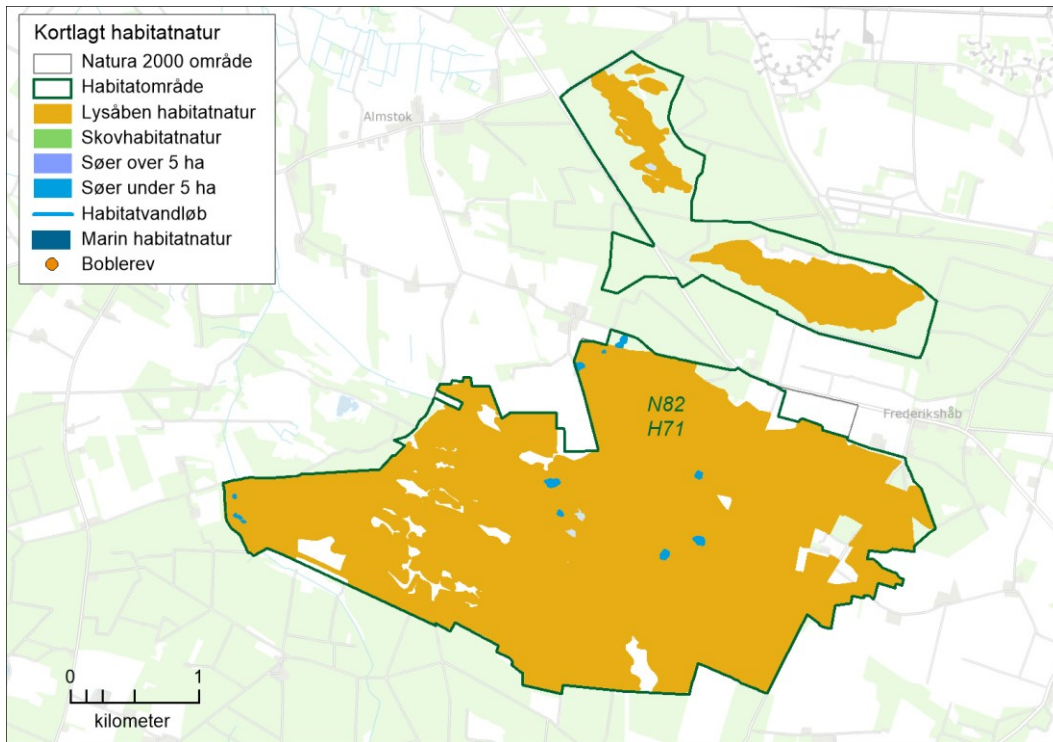 Kortlagt habitatnatur
Natura 2000 område
Habitatområde
Lysåben habitatnatur
Skovhabitatnatur
Søer over 5 ha
Søer under 5 ha
Habitatvandløb
Marin habitatnatur
Boblerev
Almstok
N82
H71
Frederikshåb
0 1
kilometer